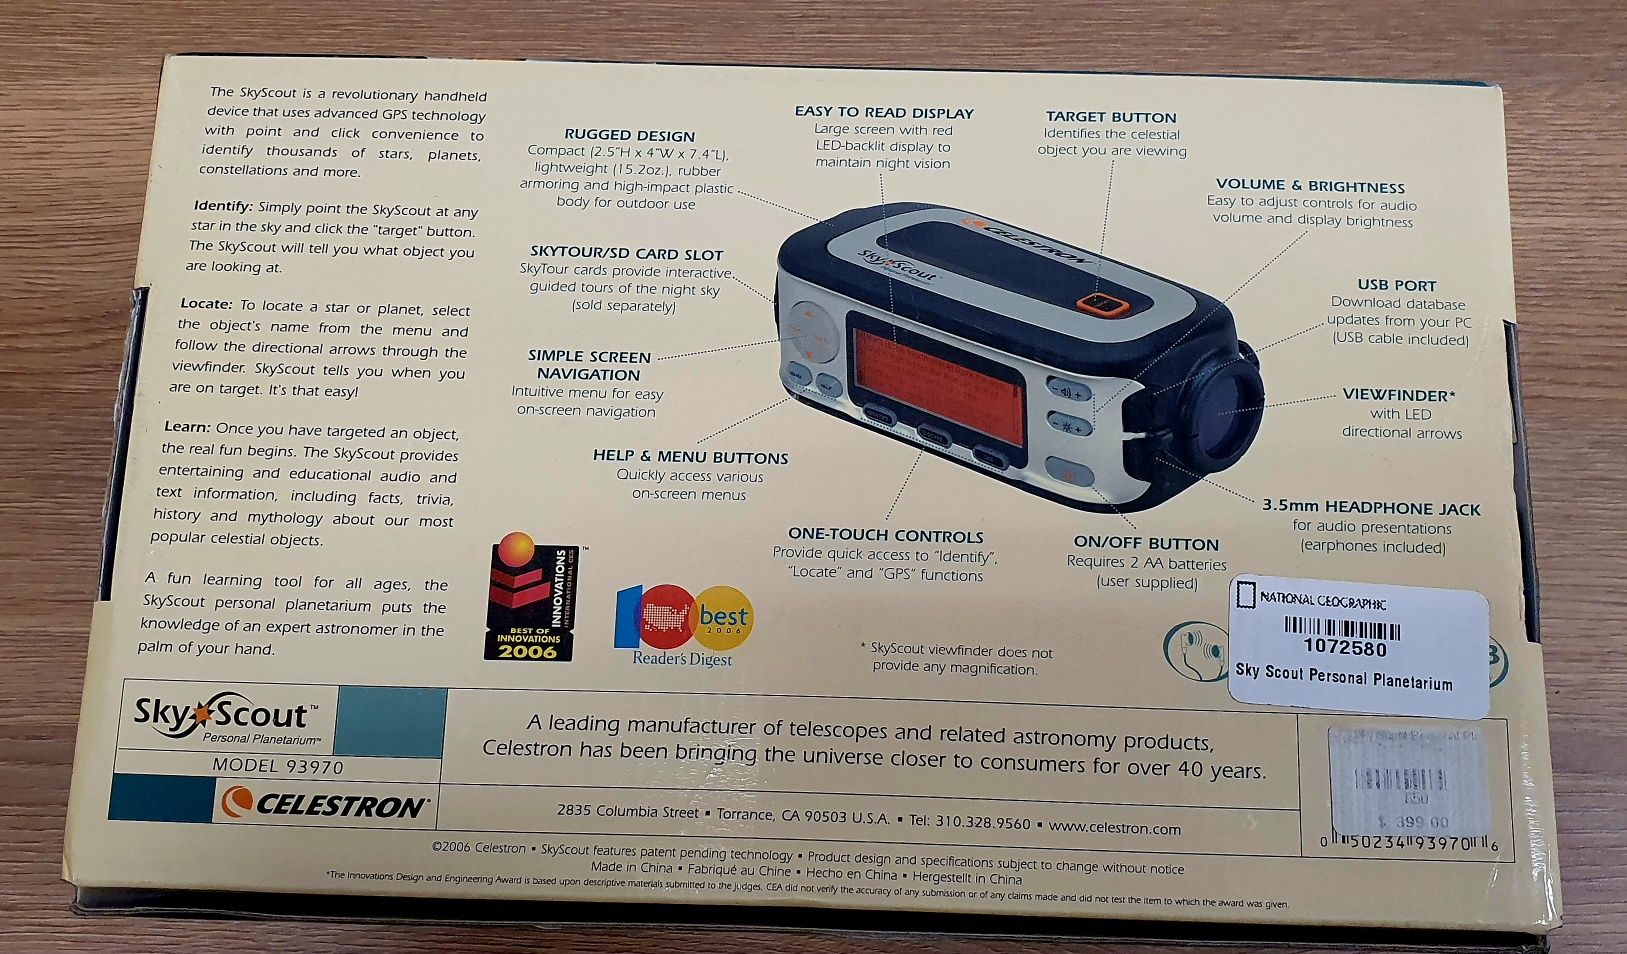 The SkyScout is a revolutionary handheld
device that uses advanced GPS technology
with point and click convenience to
identify thousands of stars, planets,
constellations and more.
Identify: Simply point the SkyScout at any
star in the sky and click the "target" button.
The SkyScout will tell you what object you
are looking at.
Locate: To locate a star or planet, select
the object's name from the menu and
follow the directional arrows through the
viewfinder. SkyScout tells you when you
are on target. It's that easy!
Learn: Once you have targeted an object,
the real fun begins. The SkyScout provides
entertaining and educational audio and
text information, including facts, trivia,
history and mythology about our most
popular celestial objects.
A fun learning tool for all ages, the
SkyScout personal planetarium puts the
knowledge of an expert astronomer in the
palm of your hand.
RUGGED DESIGN
Compact (2.5"H x 4"W x 7.4"L),
lightweight (15.2oz.), rubber
armoring and high-impact plastic
body for outdoor use
SKYTOUR/SD CARD SLOT
SkyTour cards provide interactive
guided tours of the night sky
(sold separately)
SIMPLE SCREEN
NAVIGATION
Intuitive menu for easy
on-screen navigation
HELP & MENU BUTTONS
Quickly access various
on-screen menus
EASY TO READ DISPLAY
Large screen with red
LED-backlit display to
maintain night vision
TARGET BUTTON
Identifies the celestial
object you are viewing
VOLUME & BRIGHTNESS
Easy to adjust controls for audio
volume and display brightness
USB PORT
Download database
updates from your PC
(USB cable included)
VIEWFINDER*
with LED
directional arrows
3.5mm HEADPHONE JACK
for audio presentations
(earphones included)
ON/OFF BUTTON
Requires 2 AA batteries
(user supplied)
ONE-TOUCH CONTROLS
Provide quick access to "Identify",
"Locate" and "GPS" functions
CELESTRON
SkyScout
MENU
HELP
LOCATE
GPS
INNOVATIONS
INTERNATIONAL CES
™
BEST OF
INNOVATIONS
2006
100 best
2006
Reader's Digest
* SkyScout viewfinder does not
provide any magnification.
NATIONAL GEOGRAPHIC
1072580
Sky Scout Personal Planetarium
SkyScout™
Personal Planetarium™
MODEL 93970
CELESTRON®
A leading manufacturer of telescopes and related astronomy products,
Celestron has been bringing the universe closer to consumers for over 40 years.
2835 Columbia Street ▪ Torrance, CA 90503 U.S.A. ▪ Tel: 310.328.9560 ▪ www.celestron.com
850
$ 399.00
0 50234 93970 6
©2006 Celestron ▪ SkyScout features patent pending technology ▪ Product design and specifications subject to change without notice
Made in China ▪ Fabriqué au Chine ▪ Hecho en China ▪ Hergestellt in China
*The Innovations Design and Engineering Award is based upon descriptive materials submitted to the judges. CEA did not verify the accuracy of any submission or of any claims made and did not test the item to which the award was given.